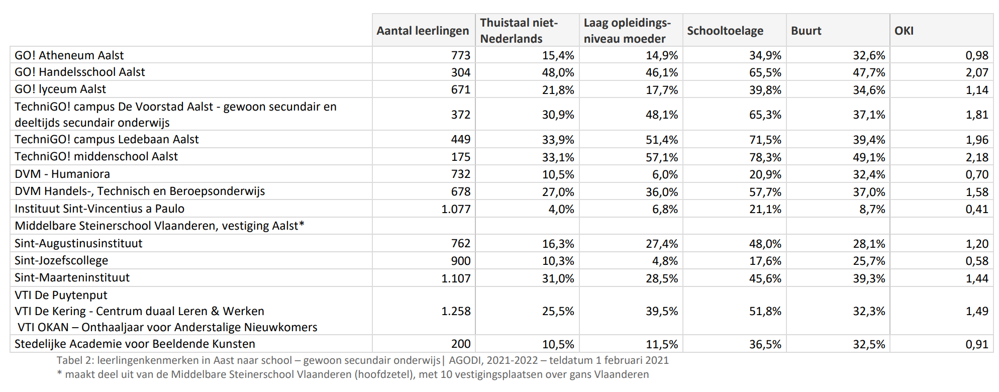 Aantal leerlingen Thuistaal niet- Nederlands Laag opleidings- niveau moeder Schooltoelage Buurt OKI
GO! Atheneum Aalst 773 15,4% 14,9% 34,9% 32,6% 0,98
GO! Handelsschool Aalst 304 48,0% 46,1% 65,5% 47,7% 2,07
GO! lyceum Aalst 671 21,8% 17,7% 39,8% 34,6% 1,14
TechniGO! campus De Voorstad Aalst - gewoon secundair en
deeltijds secundair onderwijs 372 30,9% 48,1% 65,3% 37,1% 1,81
TechniGO! campus Ledebaan Aalst 449 33,9% 51,4% 71,5% 39,4% 1,96
TechniGO! middenschool Aalst 175 33,1% 57,1% 78,3% 49,1% 2,18
DVM - Humaniora 732 10,5% 6,0% 20,9% 32,4% 0,70
DVM Handels-, Technisch en Beroepsonderwijs 678 27,0% 36,0% 57,7% 37,0% 1,58
Instituut Sint-Vincentius a Paulo 1.077 4,0% 6,8% 21,1% 8,7% 0,41
Middelbare Steinerschool Vlaanderen, vestiging Aalst*
Sint-Augustinusinstituut 762 16,3% 27,4% 48,0% 28,1% 1,20
Sint-Jozefscollege 900 10,3% 4,8% 17,6% 25,7% 0,58
Sint-Maarteninstituut 1.107 31,0% 28,5% 45,6% 39,3% 1,44
VTI De Puytenput
VTI De Kering - Centrum duaal Leren & Werken 1.258 25,5% 39,5% 51,8% 32,3% 1,49
VTI OKAN – Onthaaljaar voor Anderstalige Nieuwkomers
Stedelijke Academie voor Beeldende Kunsten 200 10,5% 11,5% 36,5% 32,5% 0,91
Tabel 2: leerlingenkenmerken in Aast naar school – gewoon secundair onderwijs| AGODI, 2021-2022 – teldatum 1 februari 2021
* maakt deel uit van de Middelbare Steinerschool Vlaanderen (hoofdzetel), met 10 vestigingsplaatsen over gans Vlaanderen